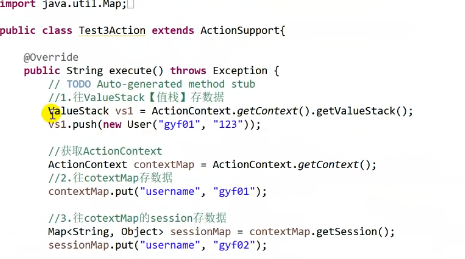 import java.util.Map;
public class Test3Action extends ActionSupport{
@Override
public String execute() throws Exception {
// TODO Auto-generated method stub
//1.往ValueStack【值栈】存数据
ValueStack vs1 = ActionContext.getContext().getValueStack();
vs1.push(new User("gyf01", "123"));
//获取ActionContext
ActionContext contextMap = ActionContext.getContext();
//2.往cotextMap存数据
contextMap.put("username", "gyf01");
//3.往cotextMap的session存数据
Map<String, Object> sessionMap = contextMap.getSession();
sessionMap.put("username", "gyf02");